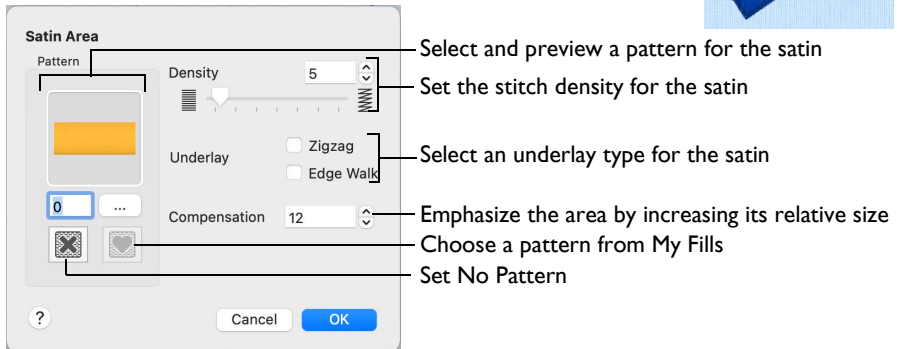 Satin Area
Pattern
Select and preview a pattern for the satin
Density
5
Set the stitch density for the satin
Underlay
Zigzag
Edge Walk
Select an underlay type for the satin
0
...
Compensation
12
Emphasize the area by increasing its relative size
Choose a pattern from My Fills
Set No Pattern
?
Cancel
OK